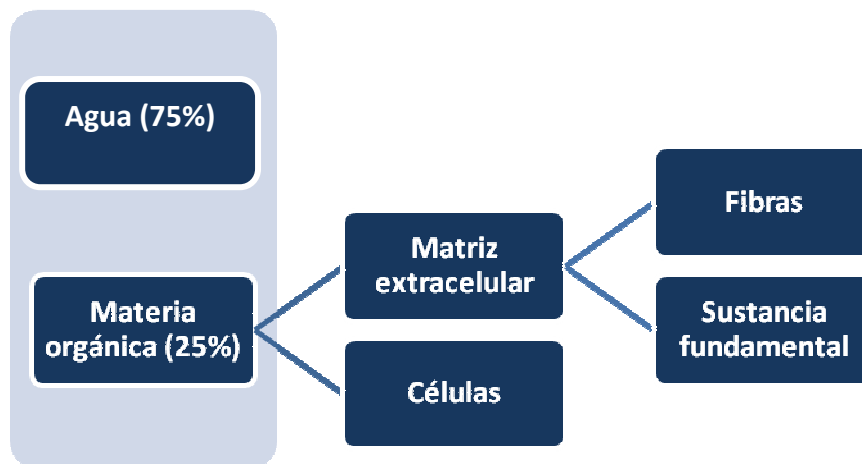 Agua (75%)
Materia
orgánica (25%)
Matriz
extracelular
Células
Fibras
Sustancia
fundamental